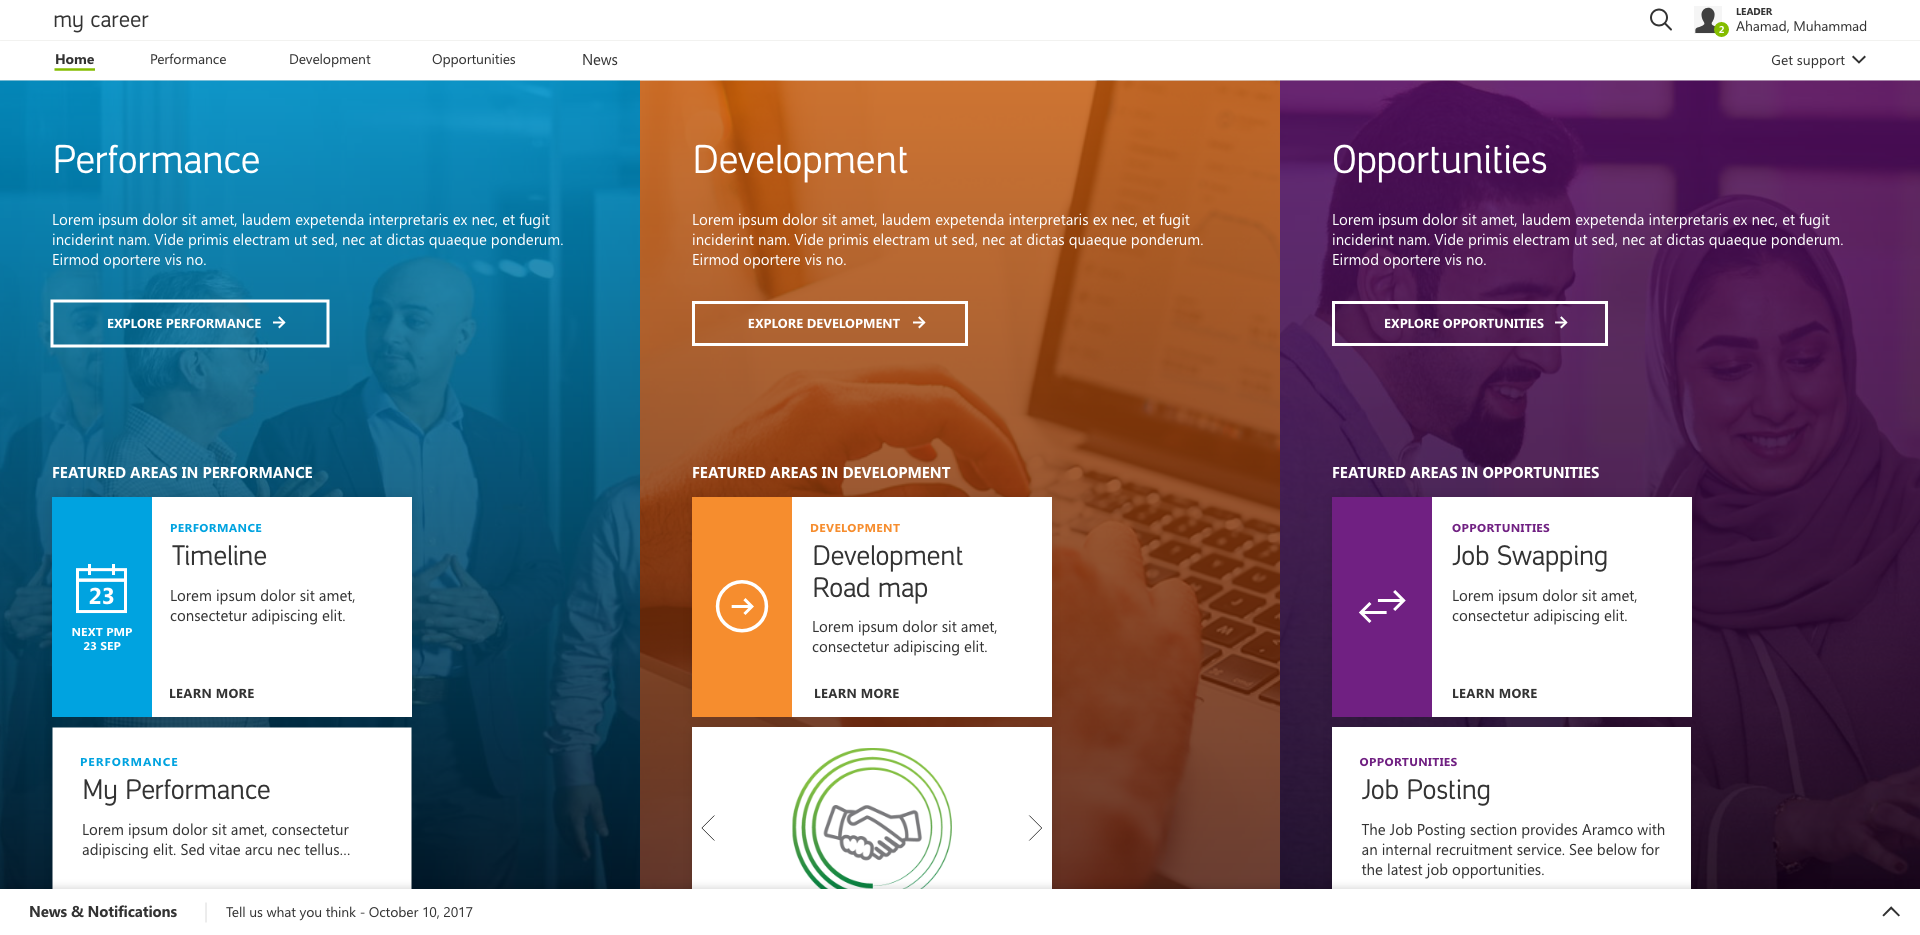 my career
LEADER
Ahamad, Muhammad
2
Home
Performance
Development
Opportunities
News
Get support
Performance
Lorem ipsum dolor sit amet, laudem expetenda interpretaris ex nec, et fugit
inciderint nam. Vide primis electram ut sed, nec at dictas quaeque ponderum.
Eirmod oportere vis no.
EXPLORE PERFORMANCE
FEATURED AREAS IN PERFORMANCE
23
NEXT PMP
23 SEP
PERFORMANCE
Timeline
Lorem ipsum dolor sit amet,
consectetur adipiscing elit.
LEARN MORE
PERFORMANCE
My Performance
Lorem ipsum dolor sit amet, consectetur
adipiscing elit. Sed vitae arcu nec tellus...
Development
Lorem ipsum dolor sit amet, laudem expetenda interpretaris ex nec, et fugit
inciderint nam. Vide primis electram ut sed, nec at dictas quaeque ponderum.
Eirmod oportere vis no.
EXPLORE DEVELOPMENT
FEATURED AREAS IN DEVELOPMENT
DEVELOPMENT
Development
Road map
Lorem ipsum dolor sit amet,
consectetur adipiscing elit.
LEARN MORE
Opportunities
Lorem ipsum dolor sit amet, laudem expetenda interpretaris ex nec, et fugit
inciderint nam. Vide primis electram ut sed, nec at dictas quaeque ponderum.
Eirmod oportere vis no.
EXPLORE OPPORTUNITIES
FEATURED AREAS IN OPPORTUNITIES
OPPORTUNITIES
Job Swapping
Lorem ipsum dolor sit amet,
consectetur adipiscing elit.
LEARN MORE
OPPORTUNITIES
Job Posting
The Job Posting section provides Aramco with
an internal recruitment service. See below for
the latest job opportunities.
News & Notifications
Tell us what you think - October 10, 2017